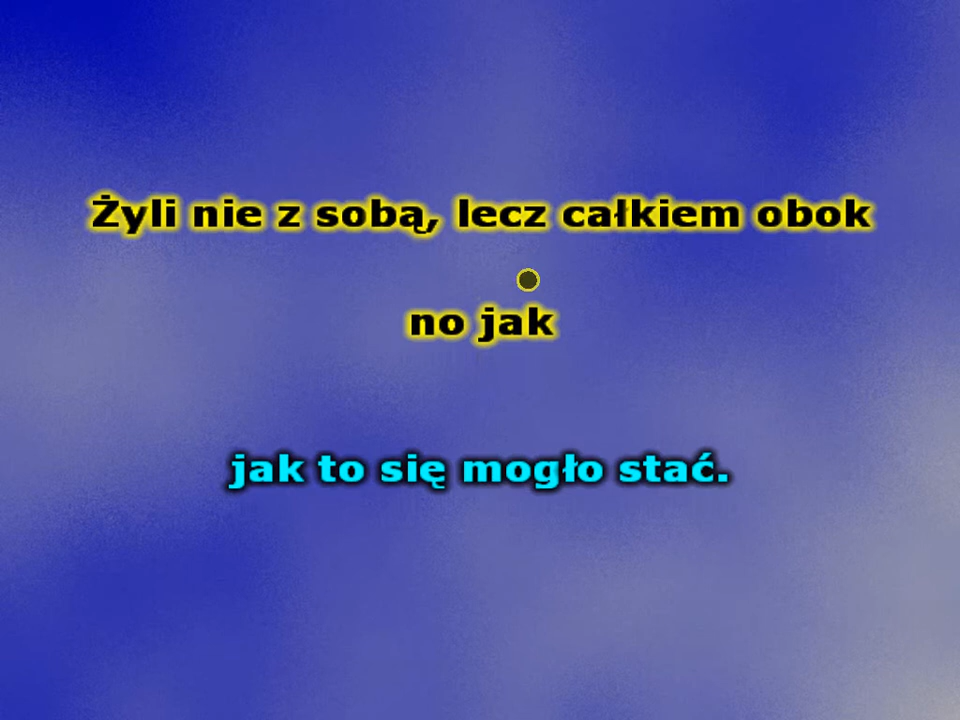 Żyli nie z sobą, lecz całkiem obok
no jak
jak to się mogło stać.